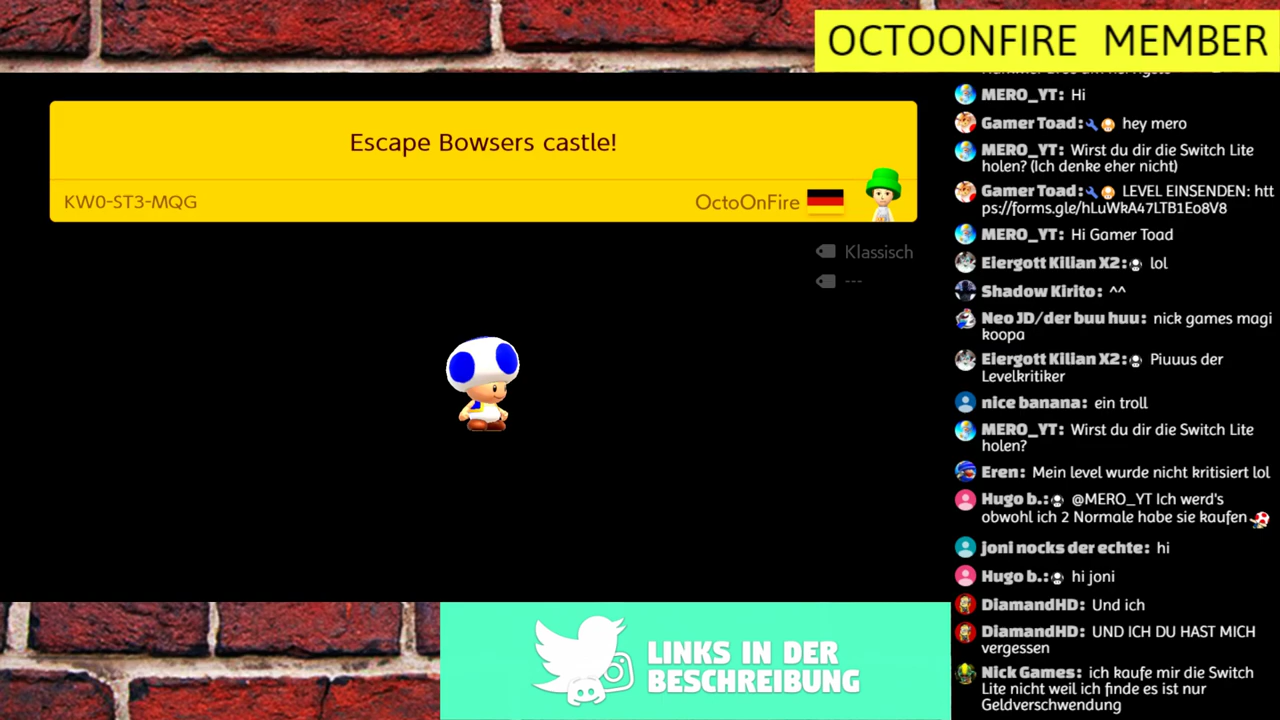 OCTOONFIRE MEMBER
Escape Bowsers castle!
KW0-ST3-MQG
OctoOnFire
Klassisch
---
LINKS IN DER
BESCHREIBUNG
MERO_YT: Hi
Gamer Toad: hey mero
MERO_YT: Wirst du dir die Switch Lite
holen? (Ich denke eher nicht)
Gamer Toad: LEVEL EINSENDEN: htt
ps://forms.gle/hLuWkA47LTB1Eo8V8
MERO_YT: Hi Gamer Toad
Eiergott Kilian X2: lol
Shadow Kirito: ^^
Neo JD/der buu huu: nick games magi
koopa
Eiergott Kilian X2: Piuuus der
Levelkritiker
nice banana: ein troll
MERO_YT: Wirst du dir die Switch Lite
holen?
Eren: Mein level wurde nicht kritisiert lol
Hugo b.: @MERO_YT Ich werd's
obwohl ich 2 Normale habe sie kaufen
joni nocks der echte: hi
Hugo b.: hi joni
DiamandHD: Und ich
DiamandHD: UND ICH DU HAST MICH
vergessen
Nick Games: ich kaufe mir die Switch
Lite nicht weil ich finde es ist nur
Geldverschwendung